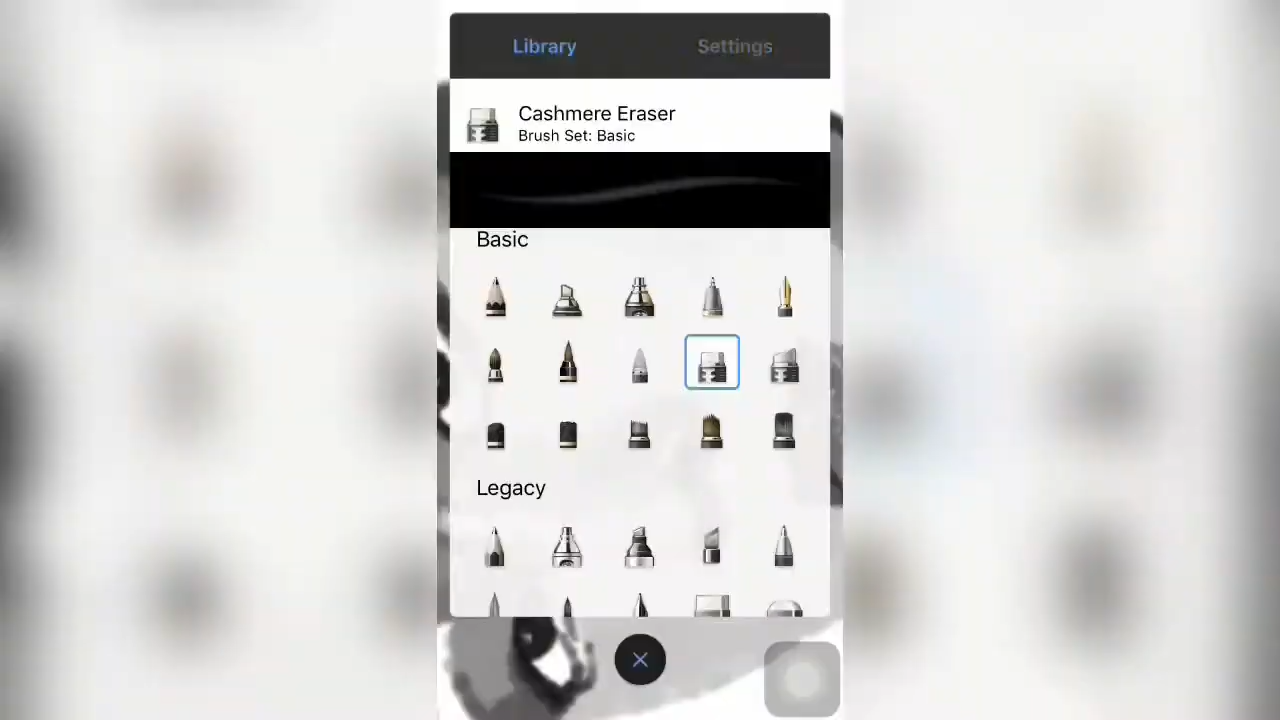 Library
Settings
Cashmere Eraser
Brush Set: Basic
Basic
Legacy